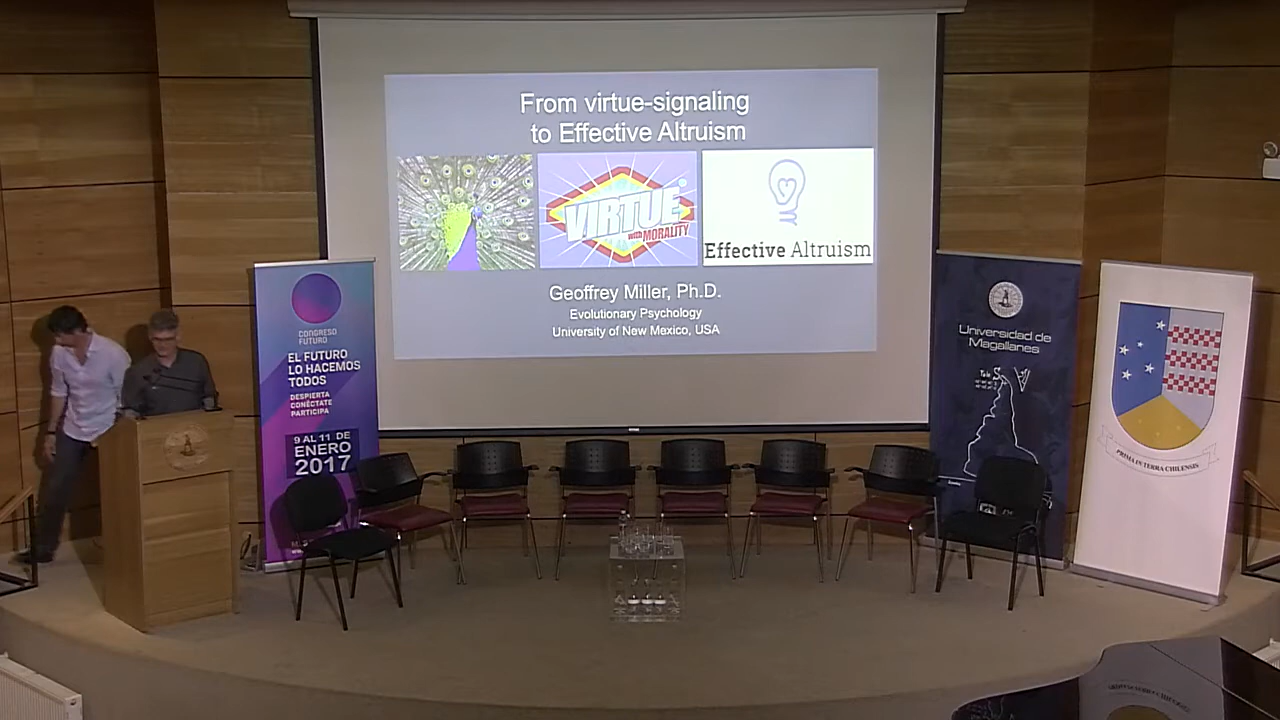 From virtue-signaling
to Effective Altruism
VIRTUE
with MORALITY
Effective Altruism
Geoffrey Miller, Ph.D.
Evolutionary Psychology
University of New Mexico, USA
CONGRESO
FUTURO
EL FUTURO
LO HACEMOS
TODOS
DESPIERTA
CONÉCTATE
PARTICIPA
9 AL 11 DE
ENERO
2017
Universidad de
Magallanes
PRIMA IN TERRA CHILENSIS